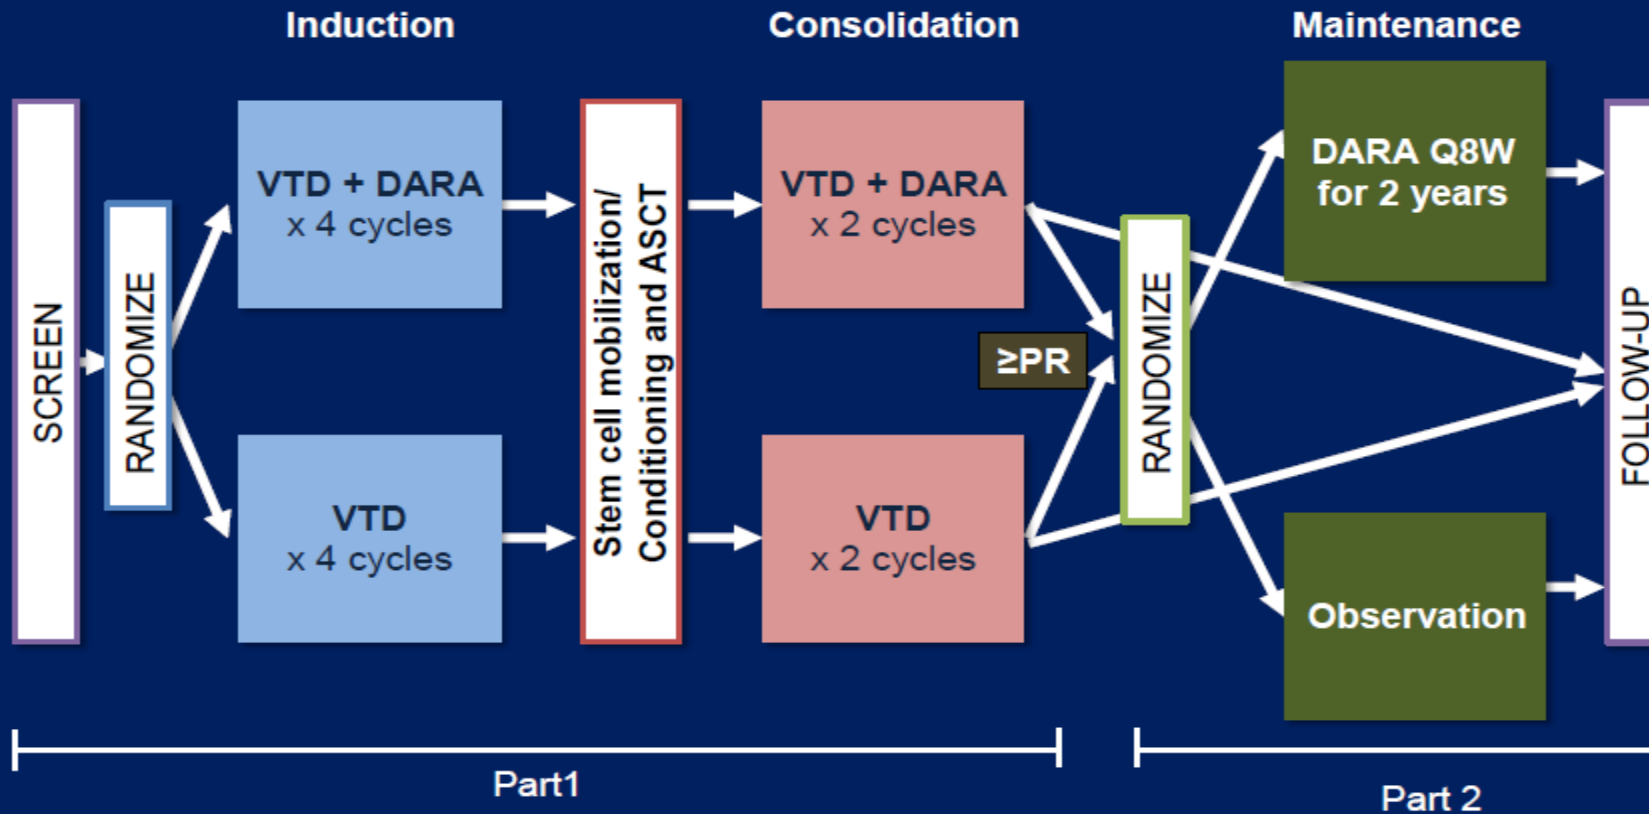 Induction
Consolidation
Maintenance
SCREEN
RANDOMIZE
VTD + DARA
x 4 cycles
VTD
x 4 cycles
Stem cell mobilization/
Conditioning and ASCT
VTD + DARA
x 2 cycles
VTD
x 2 cycles
≥PR
RANDOMIZE
DARA Q8W
for 2 years
Observation
FOLLOW-UP
Part1
Part 2